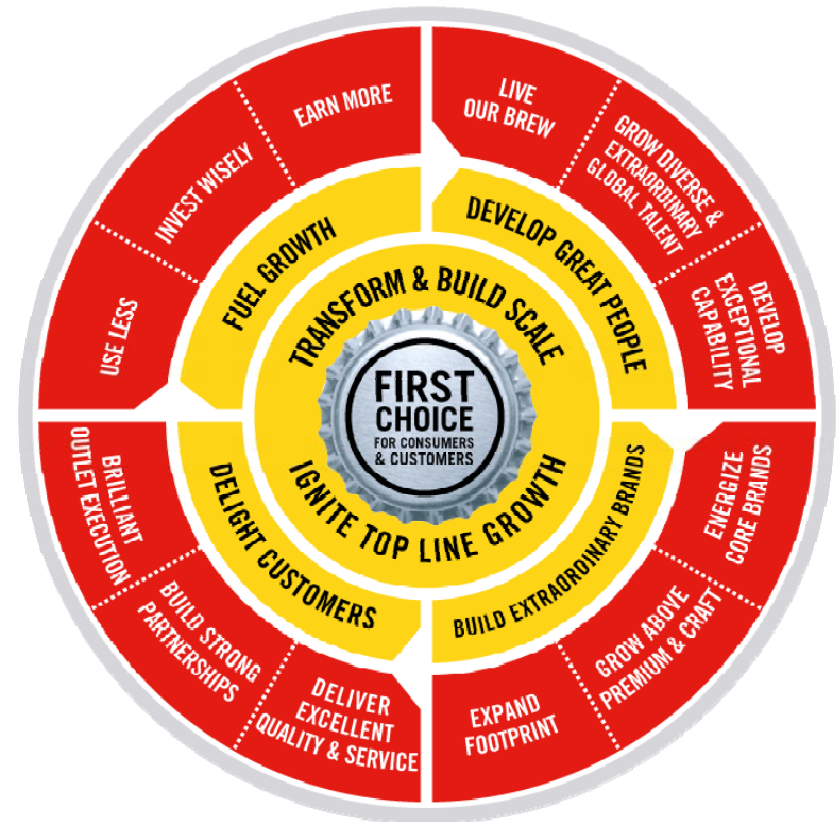 FIRST
CHOICE
FOR CONSUMERS
& CUSTOMERS
TRANSFORM & BUILD SCALE
IGNITE TOP LINE GROWTH
DEVELOP GREAT PEOPLE
LIVE
OUR BREW
GROW DIVERSE &
EXTRAORDINARY
GLOBAL TALENT
DEVELOP
EXCEPTIONAL
CAPABILITY
BUILD EXTRAORDINARY BRANDS
ENERGIZE
CORE BRANDS
GROW ABOVE
PREMIUM & CRAFT
EXPAND
FOOTPRINT
DELIGHT CUSTOMERS
DELIVER
EXCELLENT
QUALITY & SERVICE
BUILD STRONG
PARTNERSHIPS
BRILLIANT
OUTLET EXECUTION
FUEL GROWTH
USE LESS
INVEST WISELY
EARN MORE